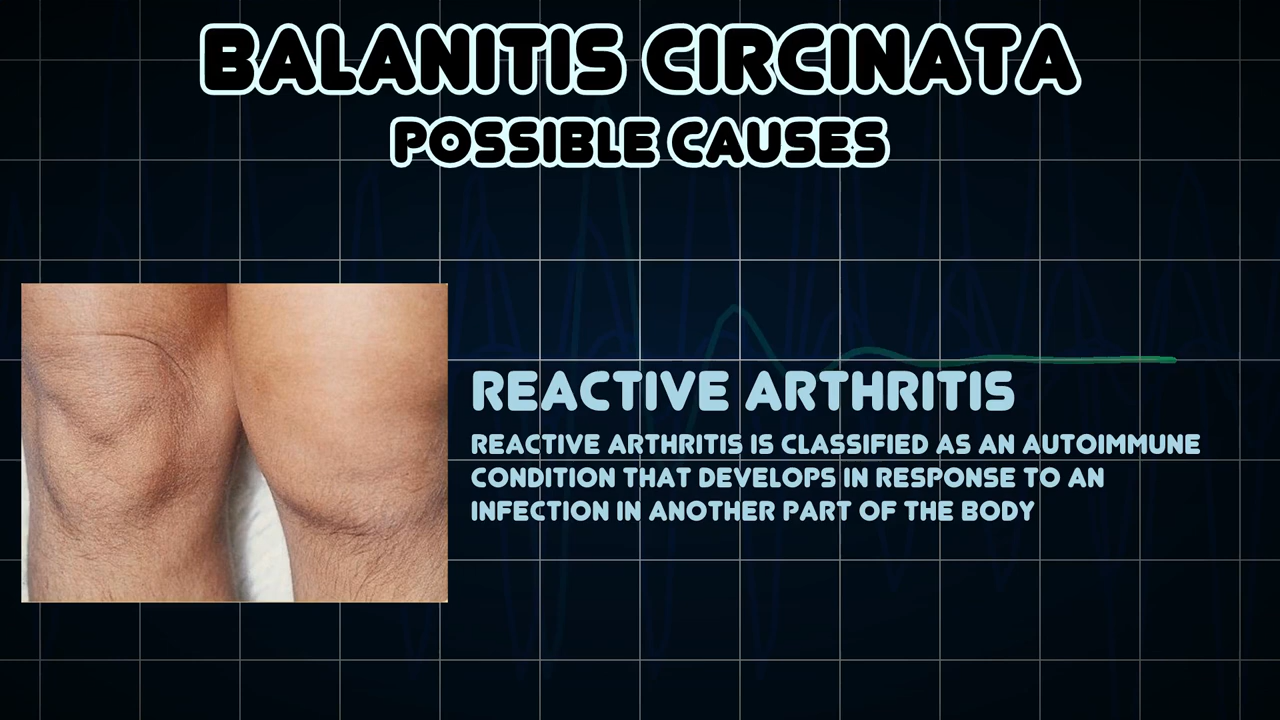 BALANITIS CIRCINATA
POSSIBLE CAUSES
REACTIVE ARTHRITIS
REACTIVE ARTHRITIS IS CLASSIFIED AS AN AUTOIMMUNE
CONDITION THAT DEVELOPS IN RESPONSE TO AN
INFECTION IN ANOTHER PART OF THE BODY